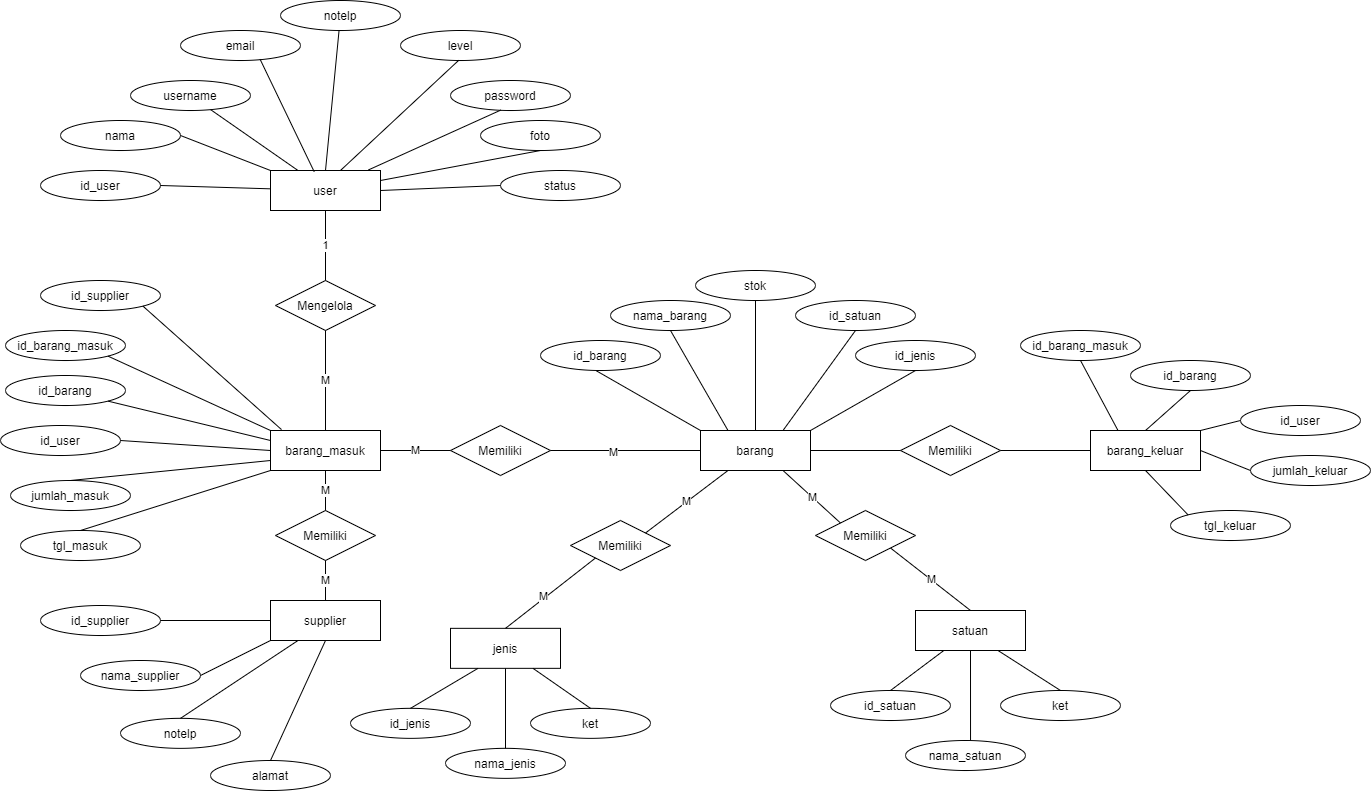 notelp
email
level
username
password
nama
foto
id_user
user
status
1
Mengelola
id_supplier
id_barang_masuk
id_barang
id_user
jumlah_masuk
tgl_masuk
M
barang_masuk
M
Memiliki
M
stok
nama_barang
id_satuan
id_barang
id_jenis
barang
Memiliki
id_barang_masuk
id_barang
id_user
barang_keluar
jumlah_keluar
tgl_keluar
M
Memiliki
M
id_supplier
supplier
nama_supplier
notelp
alamat
M
Memiliki
M
jenis
id_jenis
ket
nama_jenis
M
Memiliki
M
satuan
id_satuan
ket
nama_satuan